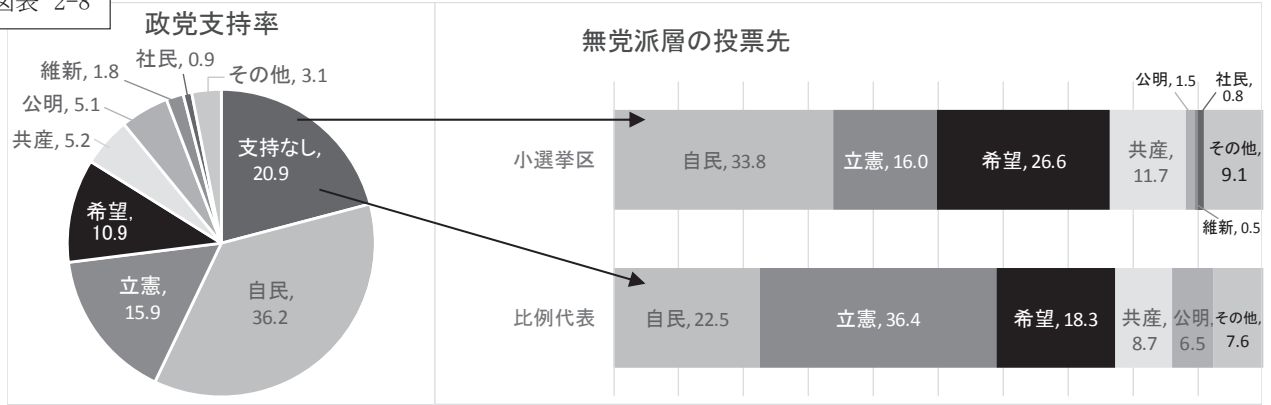 図表 2-8
政党支持率
支持なし,
20.9
自民,
36.2
立憲,
15.9
希望,
10.9
共産, 5.2
公明, 5.1
維新, 1.8
社民, 0.9
その他, 3.1
無党派層の投票先
小選挙区
自民, 33.8
立憲, 16.0
希望, 26.6
共産,
11.7
公明, 1.5
維新, 0.5
社民,
0.8
その他,
9.1
比例代表
自民, 22.5
立憲, 36.4
希望, 18.3
共産,
8.7
公明,
6.5
その他,
7.6